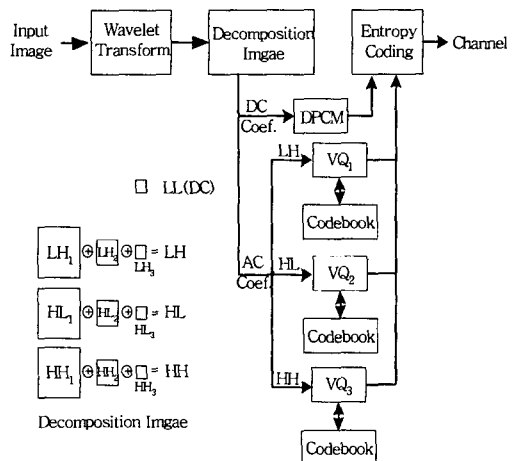 Input
Image
Wavelet
Transform
Decomposition
Imgae
Entropy
Coding
Channel
DC
Coef.
DPCM
LH
VQ1
Codebook
LL(DC)
LH1 ⊕ LH2 ⊕ LH3 = LH
AC
Coef.
HL
VQ2
Codebook
HL1 ⊕ HL2 ⊕ HL3 = HL
HH1 ⊕ HH2 ⊕ HH3 = HH
HH
VQ3
Codebook
Decomposition Imgae